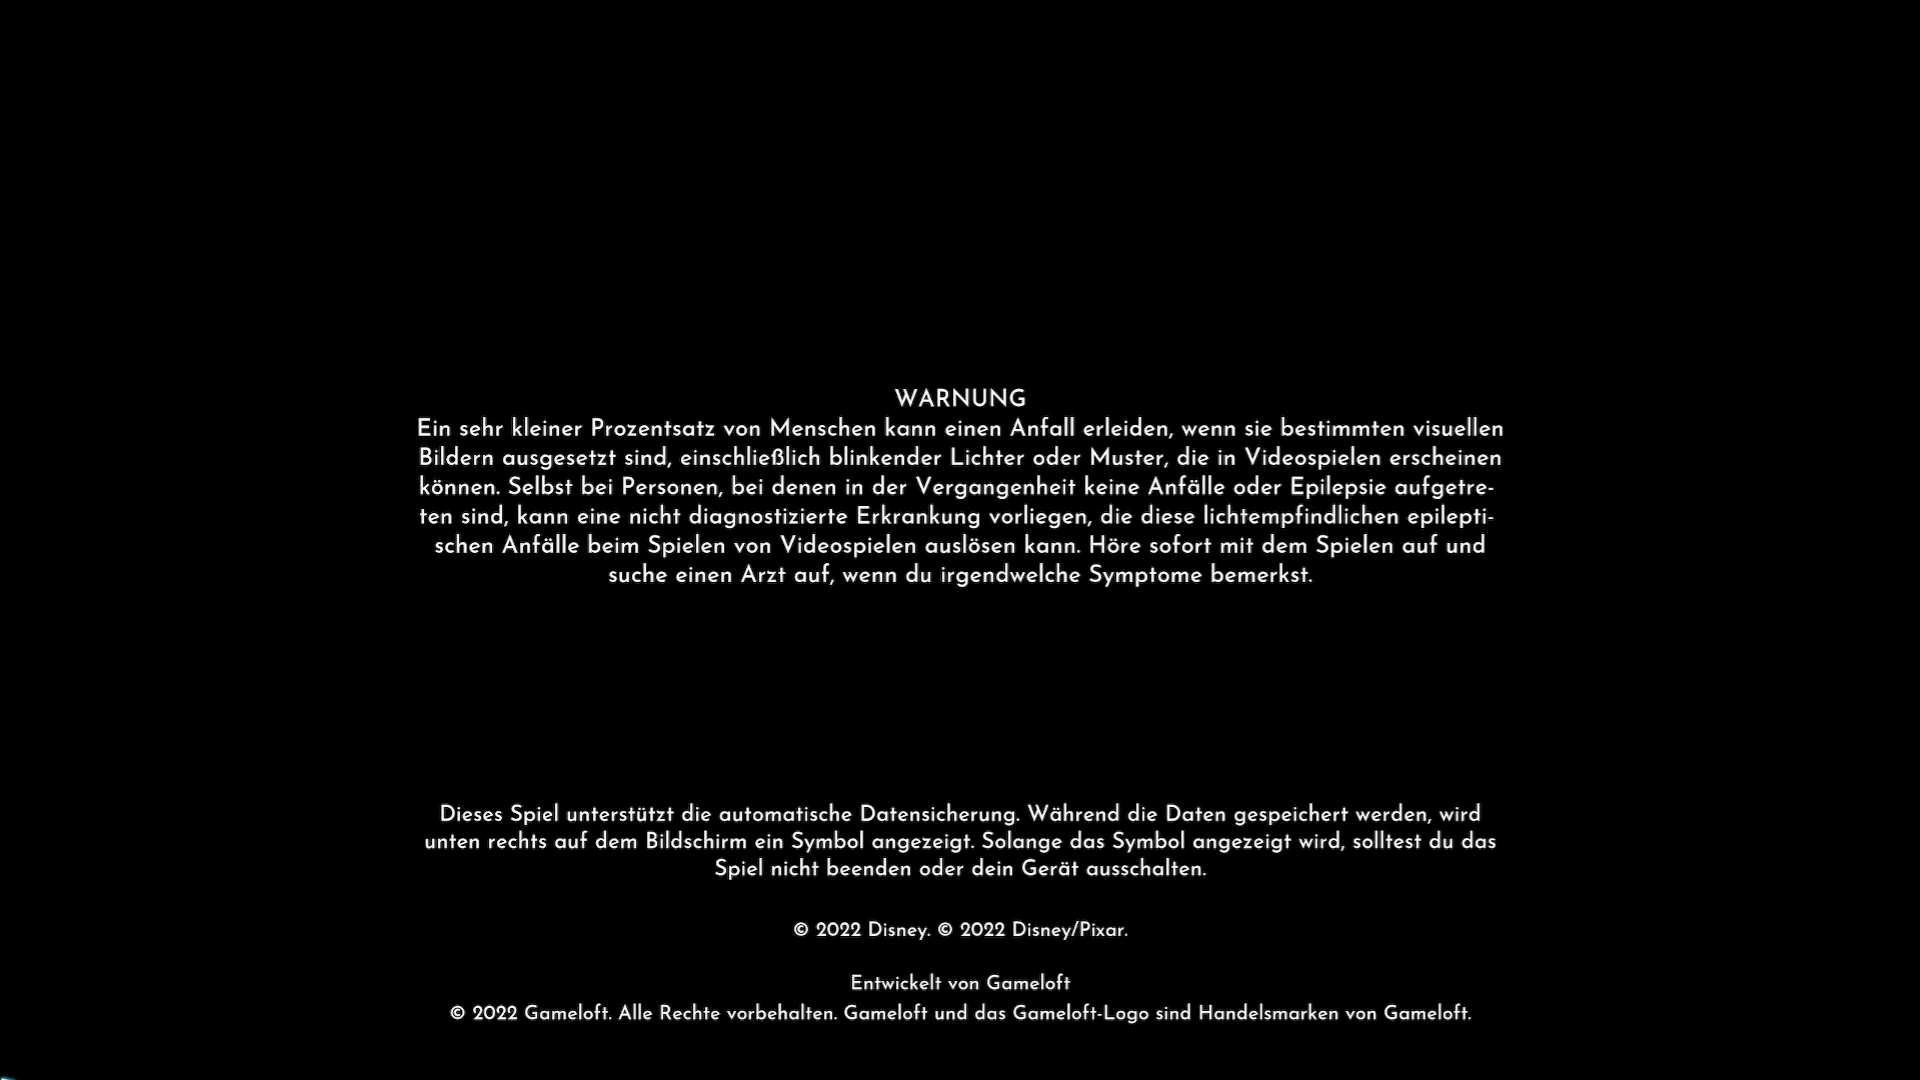 WARNUNG
Ein sehr kleiner Prozentsatz von Menschen kann einen Anfall erleiden, wenn sie bestimmten visuellen
Bildern ausgesetzt sind, einschließlich blinkender Lichter oder Muster, die in Videospielen erscheinen
können. Selbst bei Personen, bei denen in der Vergangenheit keine Anfälle oder Epilepsie aufgetre-
ten sind, kann eine nicht diagnostizierte Erkrankung vorliegen, die diese lichtempfindlichen epilepti-
schen Anfälle beim Spielen von Videospielen auslösen kann. Höre sofort mit dem Spielen auf und
suche einen Arzt auf, wenn du irgendwelche Symptome bemerkst.
Dieses Spiel unterstützt die automatische Datensicherung. Während die Daten gespeichert werden, wird
unten rechts auf dem Bildschirm ein Symbol angezeigt. Solange das Symbol angezeigt wird, solltest du das
Spiel nicht beenden oder dein Gerät ausschalten.
© 2022 Disney. © 2022 Disney/Pixar.
Entwickelt von Gameloft
© 2022 Gameloft. Alle Rechte vorbehalten. Gameloft und das Gameloft-Logo sind Handelsmarken von Gameloft.